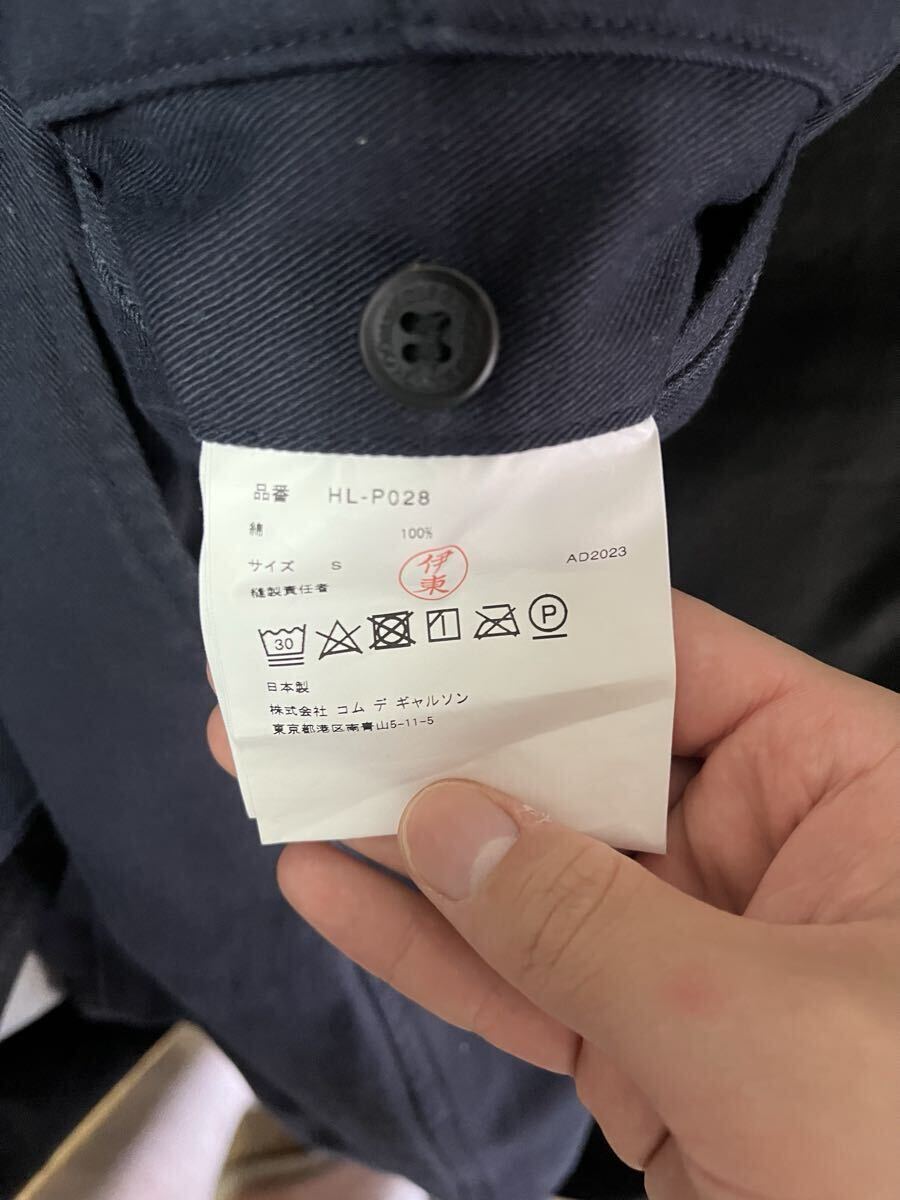 品番 HL-P028
綿 100%
サイズ S
AD2023
縫製責任者
伊東
30
P
日本製
株式会社 コム デ ギャルソン
東京都港区南青山5-11-5